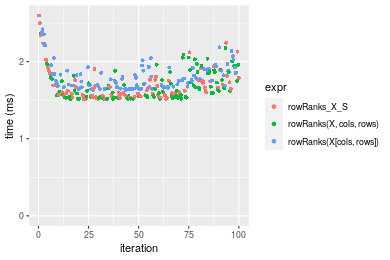 2
1
0
time (ms)
0
25
50
75
100
iteration
expr
rowRanks_X_S
rowRanks(X, cols, rows)
rowRanks(X[cols, rows])